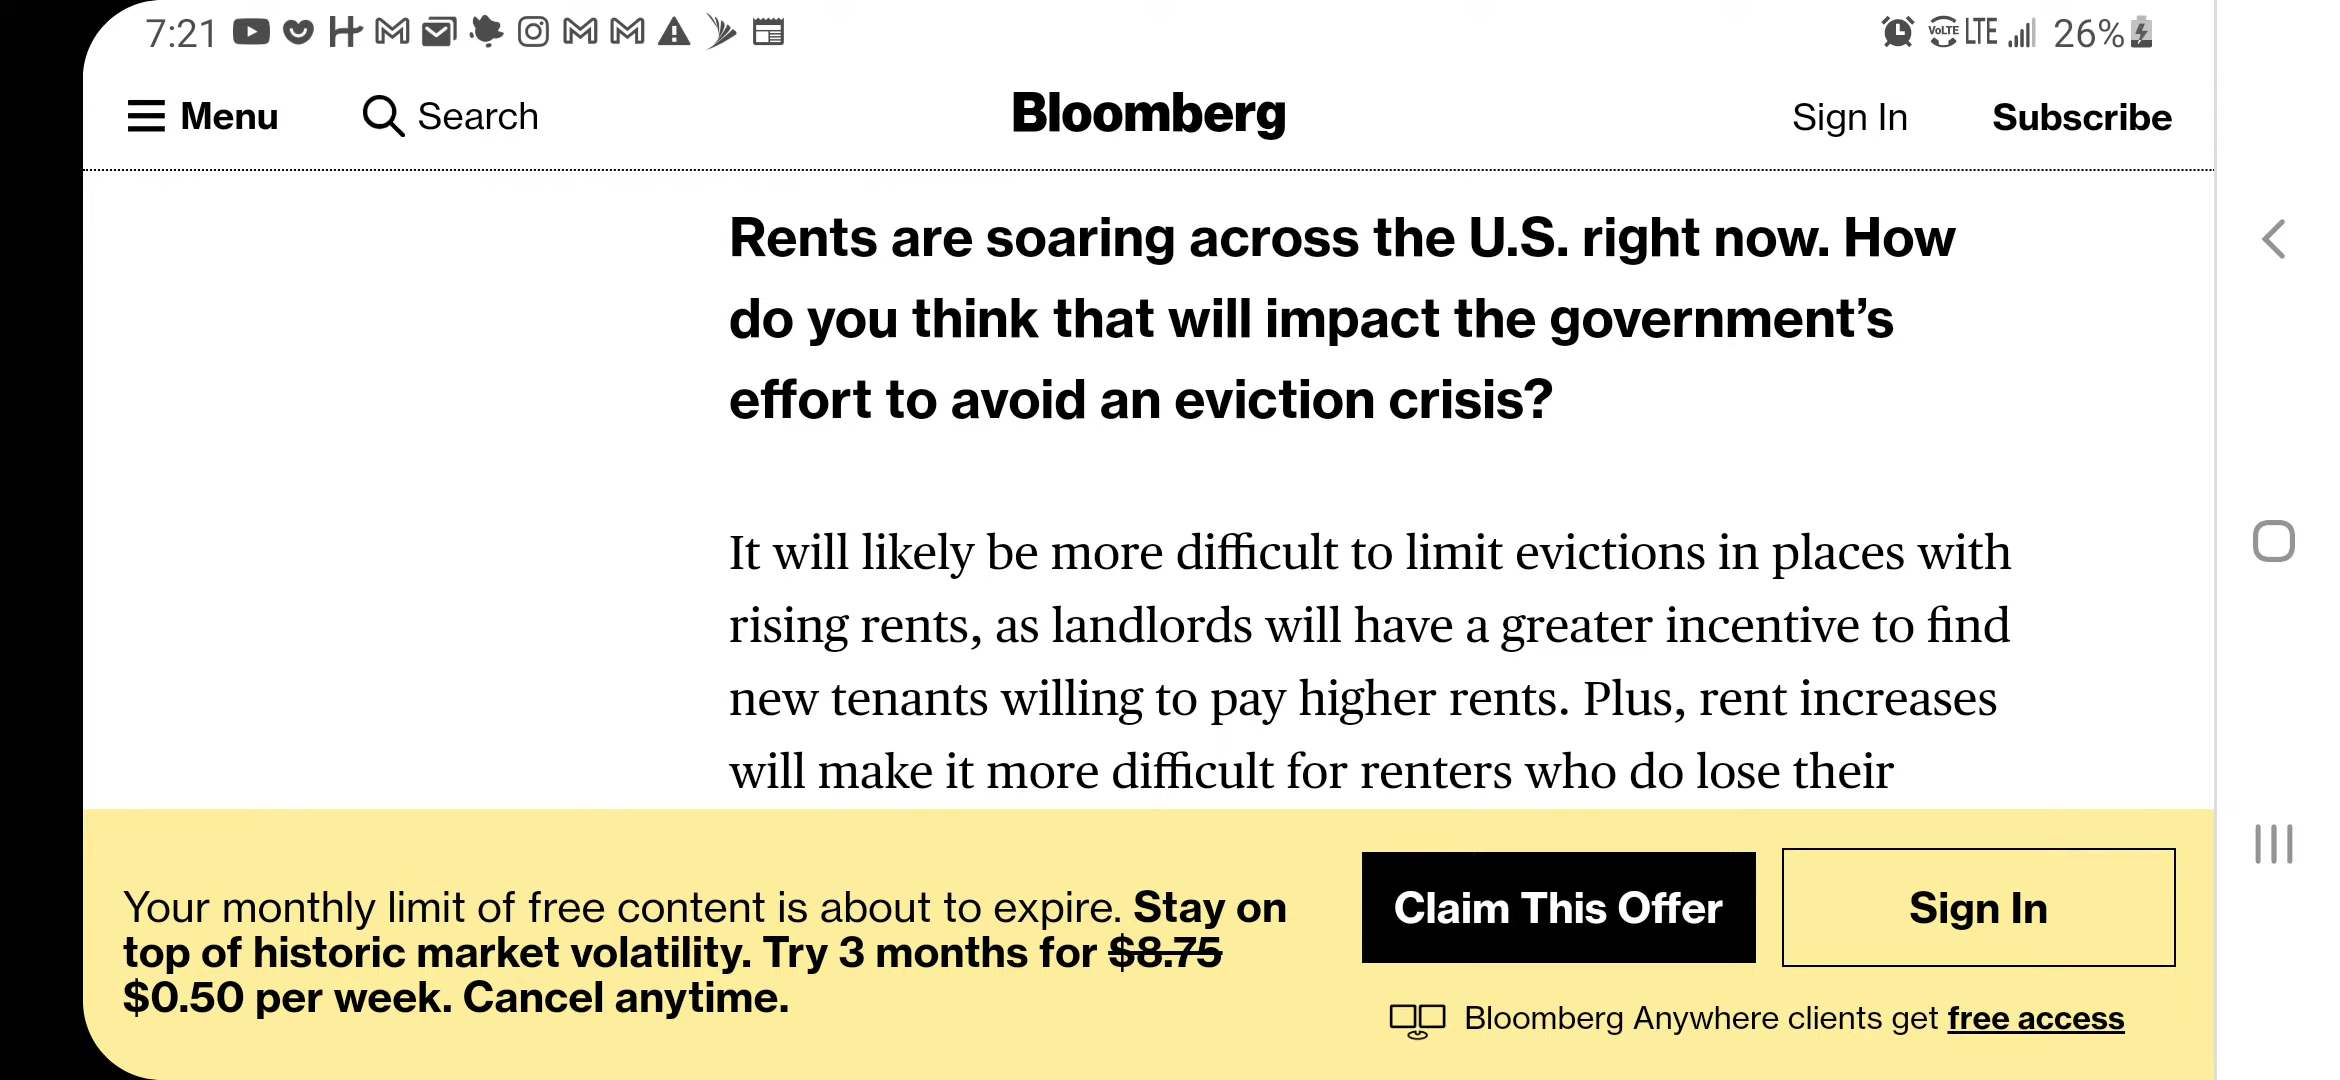 7:21
VoLTE LTE 26%
Menu Search Bloomberg Sign In Subscribe
Rents are soaring across the U.S. right now. How
do you think that will impact the government’s
effort to avoid an eviction crisis?
It will likely be more difficult to limit evictions in places with
rising rents, as landlords will have a greater incentive to find
new tenants willing to pay higher rents. Plus, rent increases
will make it more difficult for renters who do lose their
Your monthly limit of free content is about to expire. Stay on
top of historic market volatility. Try 3 months for $8.75
$0.50 per week. Cancel anytime.
Claim This Offer
Sign In
Bloomberg Anywhere clients get free access